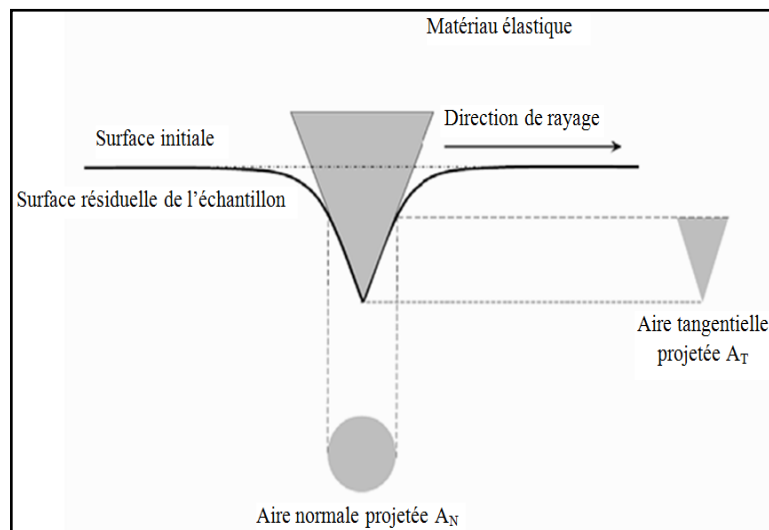 Matériau élastique
Direction de rayage
Surface initiale
Surface résiduelle de l'échantillon
Aire tangentielle
projetée A_T
Aire normale projetée A_N